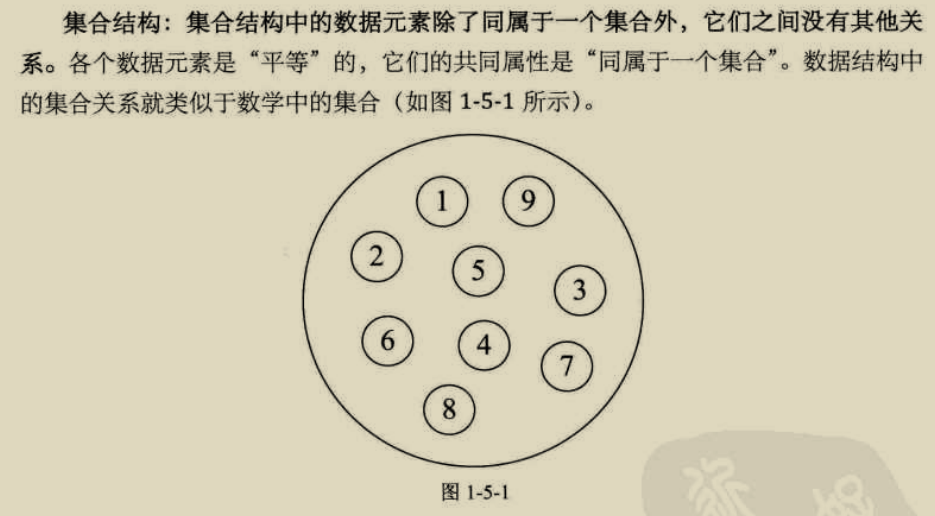 集合结构：集合结构中的数据元素除了同属于一个集合外，它们之间没有其他关
系。各个数据元素是“平等”的，它们的共同属性是“同属于一个集合”。数据结构中
的集合关系就类似于数学中的集合（如图 1-5-1 所示）。
1 9
2 5 3
6 4 7
8
图 1-5-1